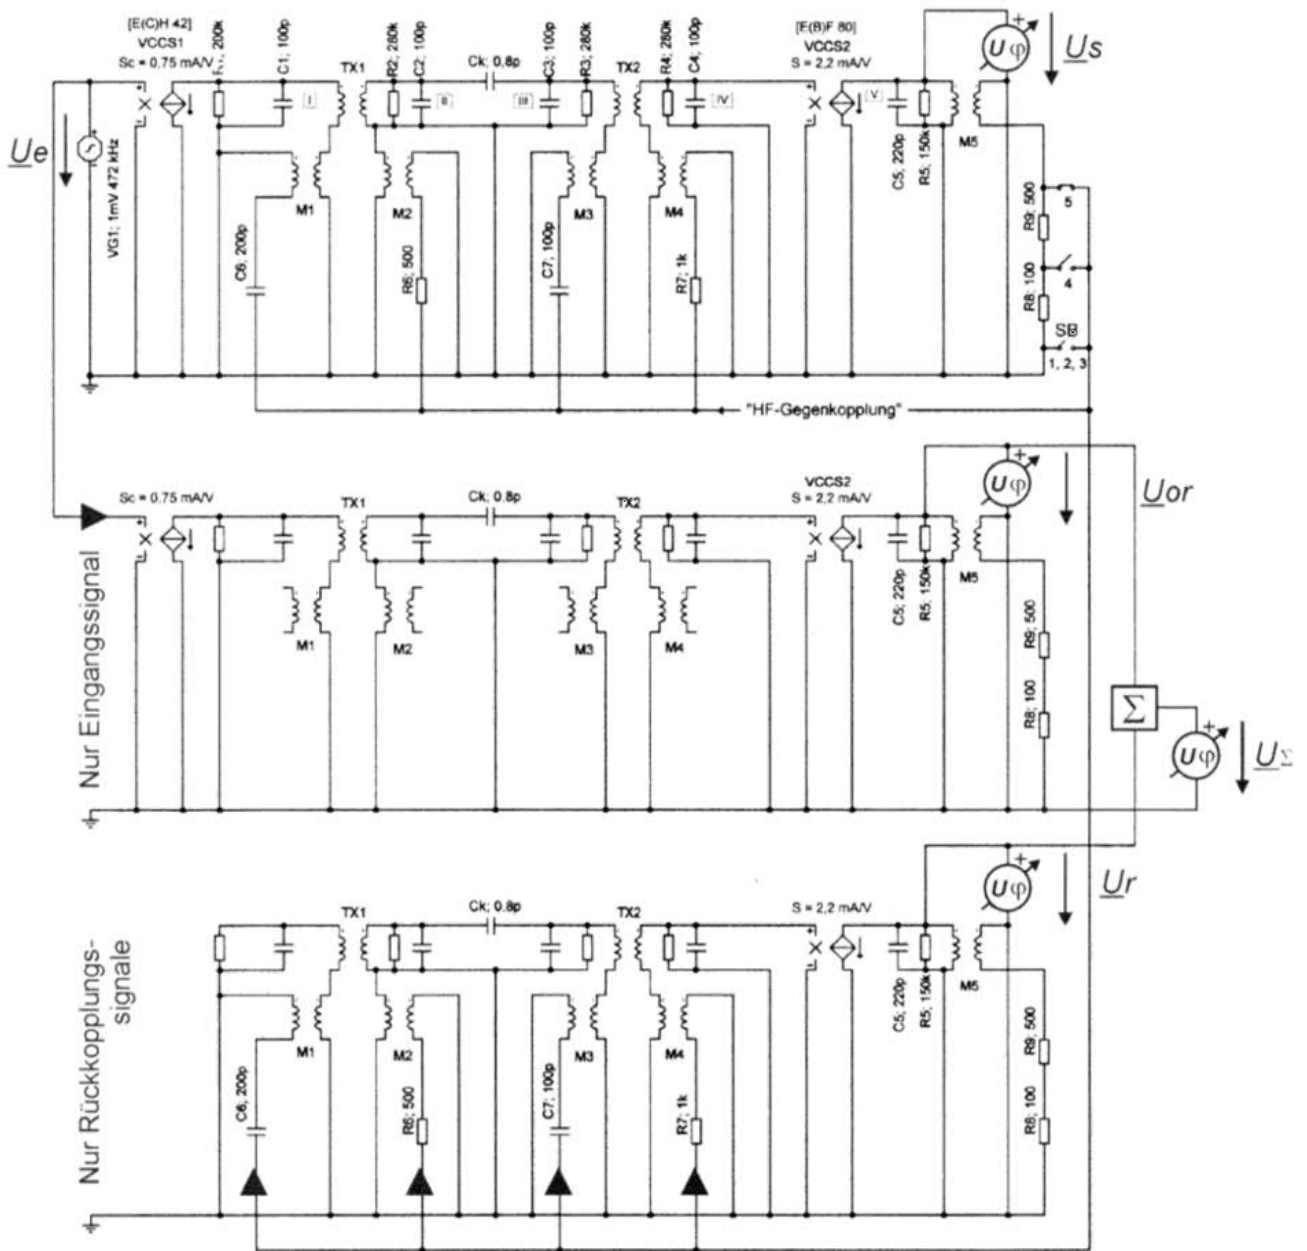 [E(C)H 42]
VCCS1
Sc = 0,75 mA/V
200k
C1; 100p
TX1
R2; 280k
C2; 100p
Ck; 0,8p
C3; 100p
R3; 280k
TX2
R4; 280k
C4; 100p
[E(B)F 80]
VCCS2
S = 2,2 mA/V
U φ
Us
I
II
III
IV
V
Ue
VG1; 1mV 472 kHz
C5; 220p
R5; 150k
M5
M1
M2
M3
M4
C6; 200p
R6; 500
C7; 100p
R7; 1k
R9; 500
5
R8; 100
4
1, 2, 3
"HF-Gegenkopplung"
Nur Eingangssignal
Sc = 0,75 mA/V
TX1
Ck; 0,8p
TX2
VCCS2
S = 2,2 mA/V
U φ
Uor
C5; 220p
R5; 150k
M5
M1
M2
M3
M4
R9; 500
R8; 100
Σ
U φ
UΣ
Nur Rückkopplungs-
signale
TX1
Ck; 0,8p
TX2
S = 2,2 mA/V
U φ
Ur
C5; 220p
R5; 150k
M5
M1
M2
M3
M4
C6; 200p
R6; 500
C7; 100p
R7; 1k
R9; 500
R8; 100